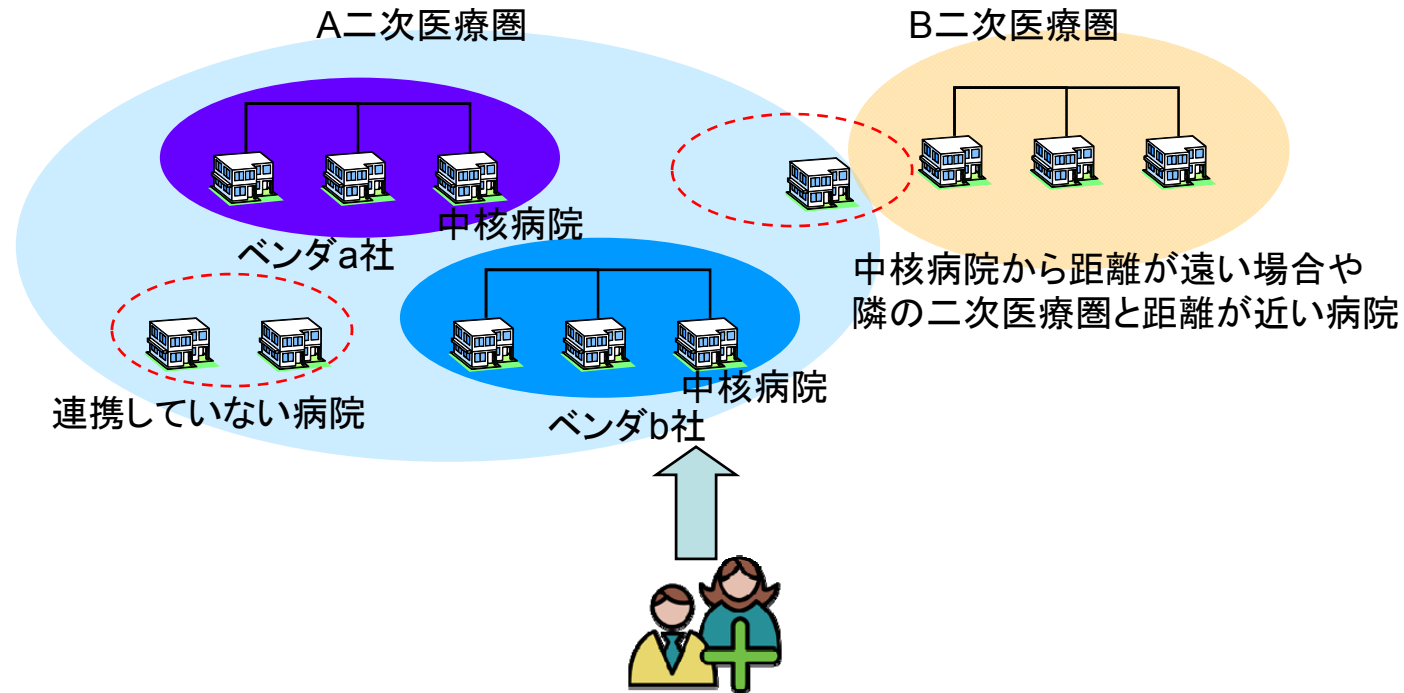 A二次医療圏
B二次医療圏
中核病院
ベンダa社
中核病院から距離が遠い場合や
隣の二次医療圏と距離が近い病院
連携していない病院
中核病院
ベンダb社